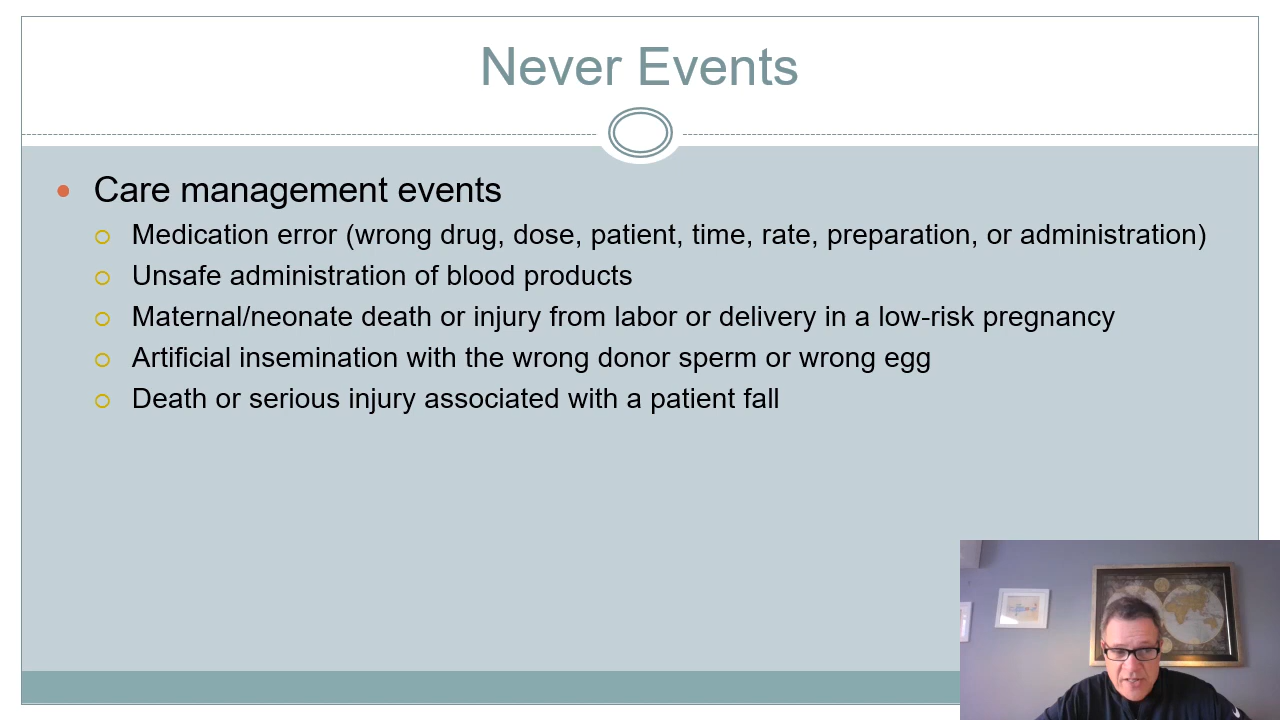 Never Events
Care management events
Medication error (wrong drug, dose, patient, time, rate, preparation, or administration)
Unsafe administration of blood products
Maternal/neonate death or injury from labor or delivery in a low-risk pregnancy
Artificial insemination with the wrong donor sperm or wrong egg
Death or serious injury associated with a patient fall